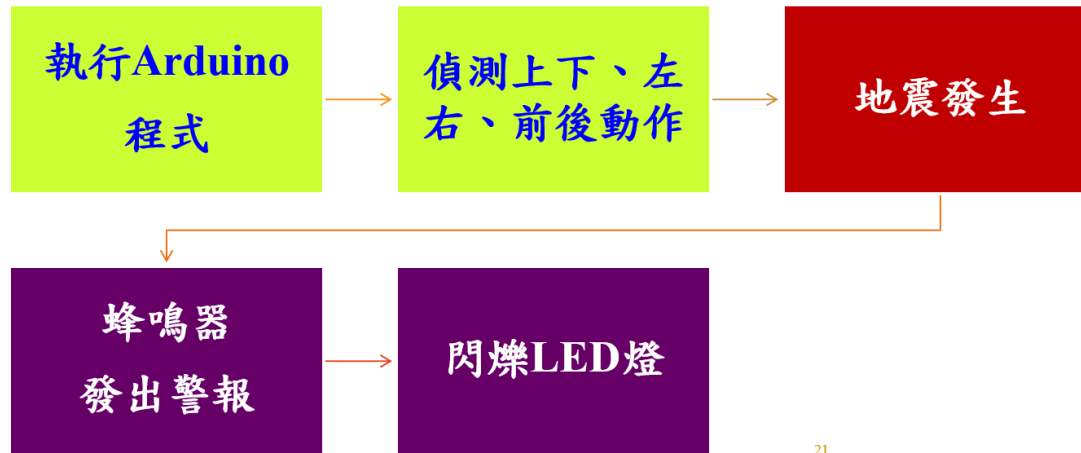 執行Arduino
程式
偵測上下、左
右、前後動作
地震發生
蜂鳴器
發出警報
閃爍LED燈
21